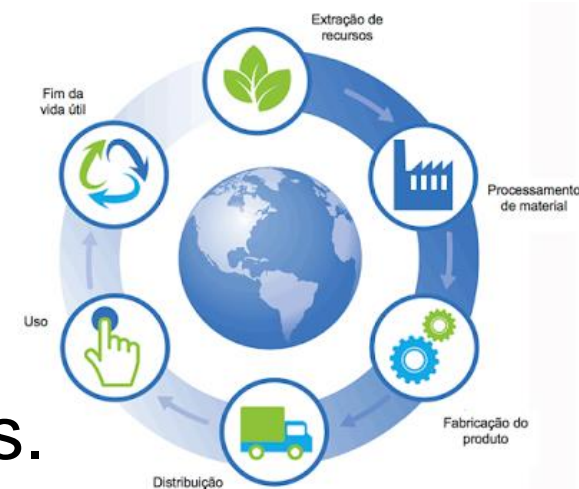 Extração de
recursos
Processamento
de material
Fabricação do
produto
Distribuição
Uso
Fim da
vida útil
s.